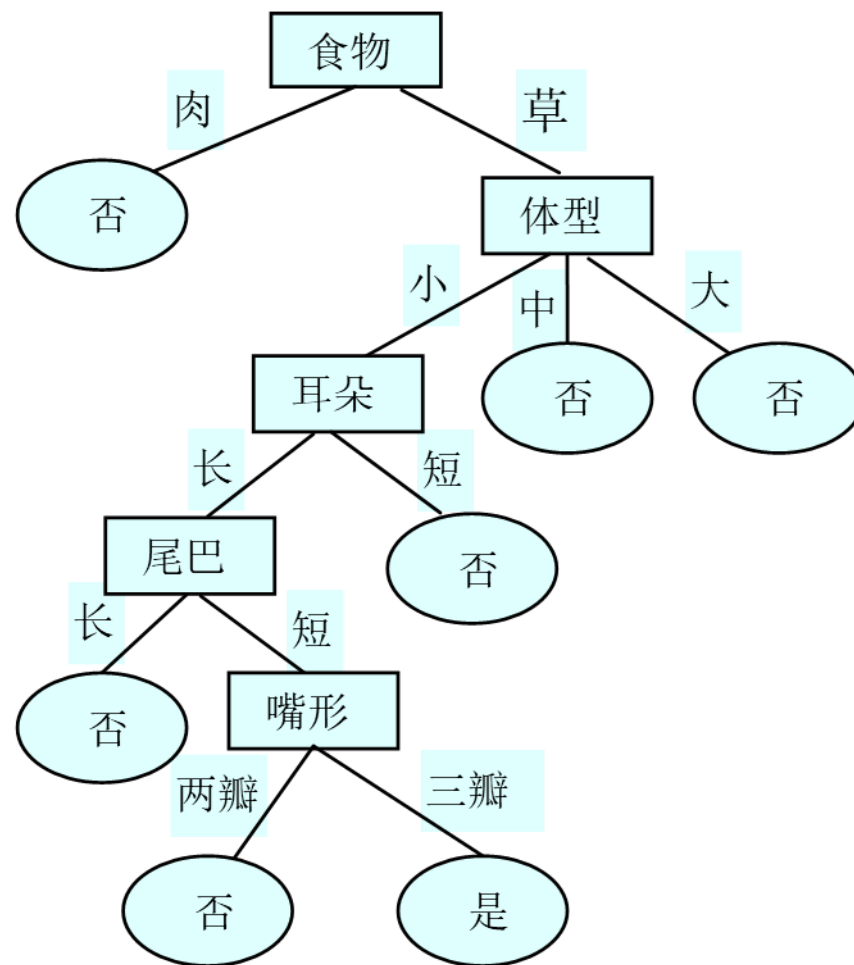 食物
肉
草
否
体型
小
中
大
耳朵
否
否
长
短
尾巴
否
长
短
否
嘴形
两瓣
三瓣
否
是